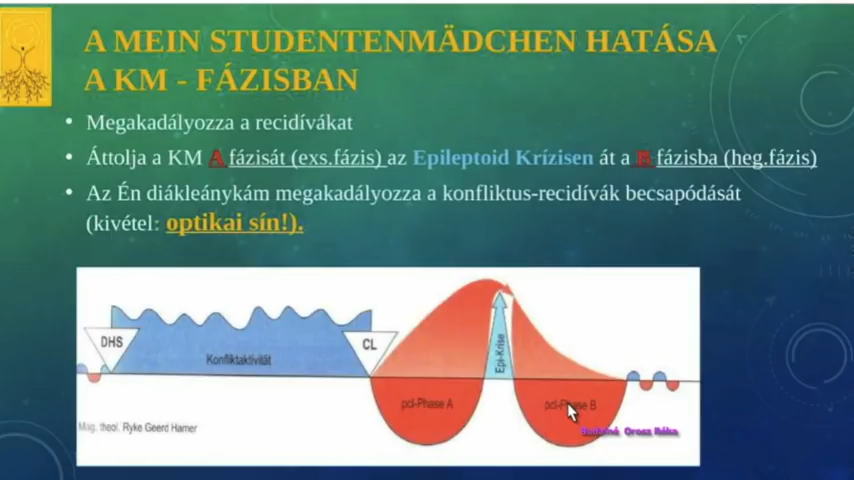 A MEIN STUDENTENMÄDCHEN HATÁSA
A KM - FÁZISBAN
• Megakadályozza a recidívákat
• Áttolja a KM A fázisát (exs.fázis) az Epileptoid Krízisen át a B fázisba (heg.fázis)
• Az Én diákleánykám megakadályozza a konfliktus-recidívák becsapódását
(kivétel: optikai sín!).
DHS
Konfliktaktivität
CL
Epi-Krise
pcl-Phase A
pcl-Phase B
Mag. theol. Ryke Geerd Hamer
Orosz Réka